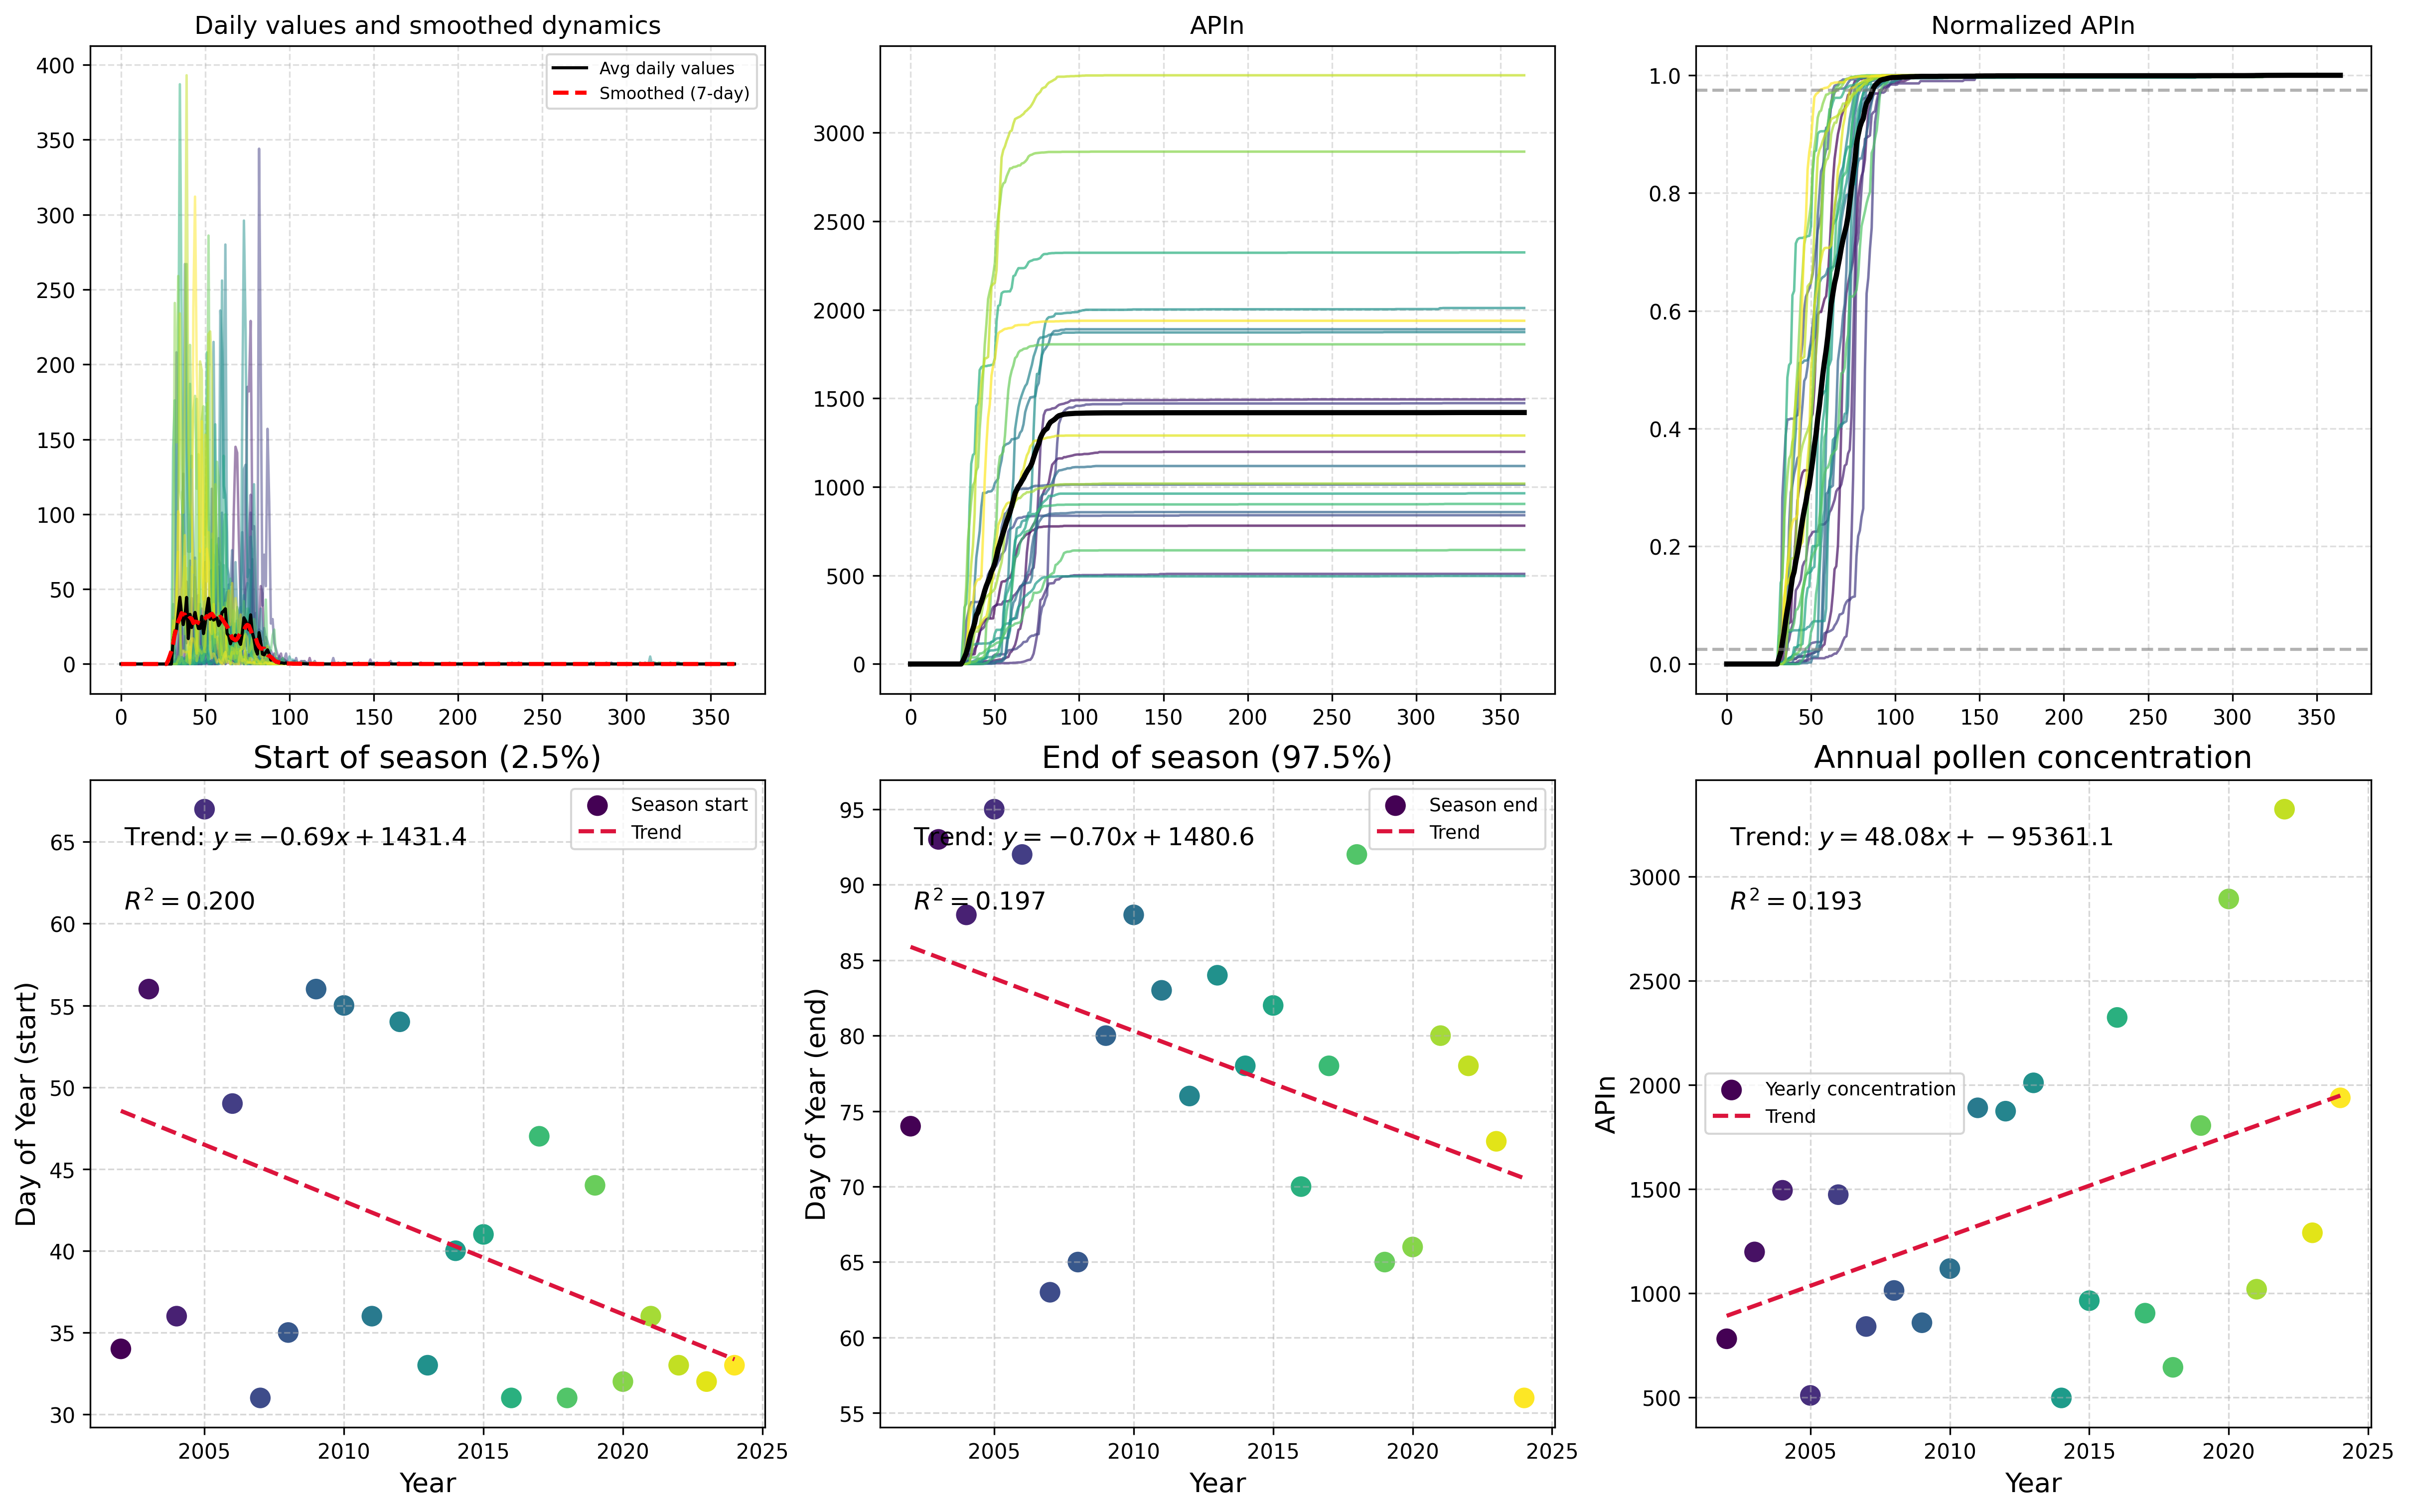 Daily values and smoothed dynamics
400
350
300
250
200
150
100
50
0
0 50 100 150 200 250 300 350
Avg daily values
Smoothed (7-day)
APIn
3000
2500
2000
1500
1000
500
0
0 50 100 150 200 250 300 350
Normalized APIn
1.0
0.8
0.6
0.4
0.2
0.0
0 50 100 150 200 250 300 350
Start of season (2.5%)
Season start
Trend
Trend: y = −0.69x + 1431.4
R² = 0.200
Day of Year (start)
65
60
55
50
45
40
35
30
2005 2010 2015 2020 2025
Year
End of season (97.5%)
Season end
Trend
Trend: y = −0.70x + 1480.6
R² = 0.197
Day of Year (end)
95
90
85
80
75
70
65
60
55
2005 2010 2015 2020 2025
Year
Annual pollen concentration
Trend: y = 48.08x + −95361.1
R² = 0.193
Yearly concentration
Trend
APIn
3000
2500
2000
1500
1000
500
2005 2010 2015 2020 2025
Year